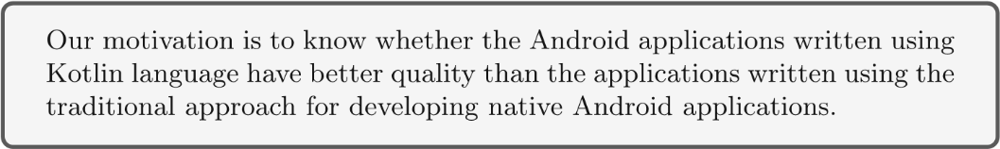 Our motivation is to know whether the Android applications written using
Kotlin language have better quality than the applications written using the
traditional approach for developing native Android applications.